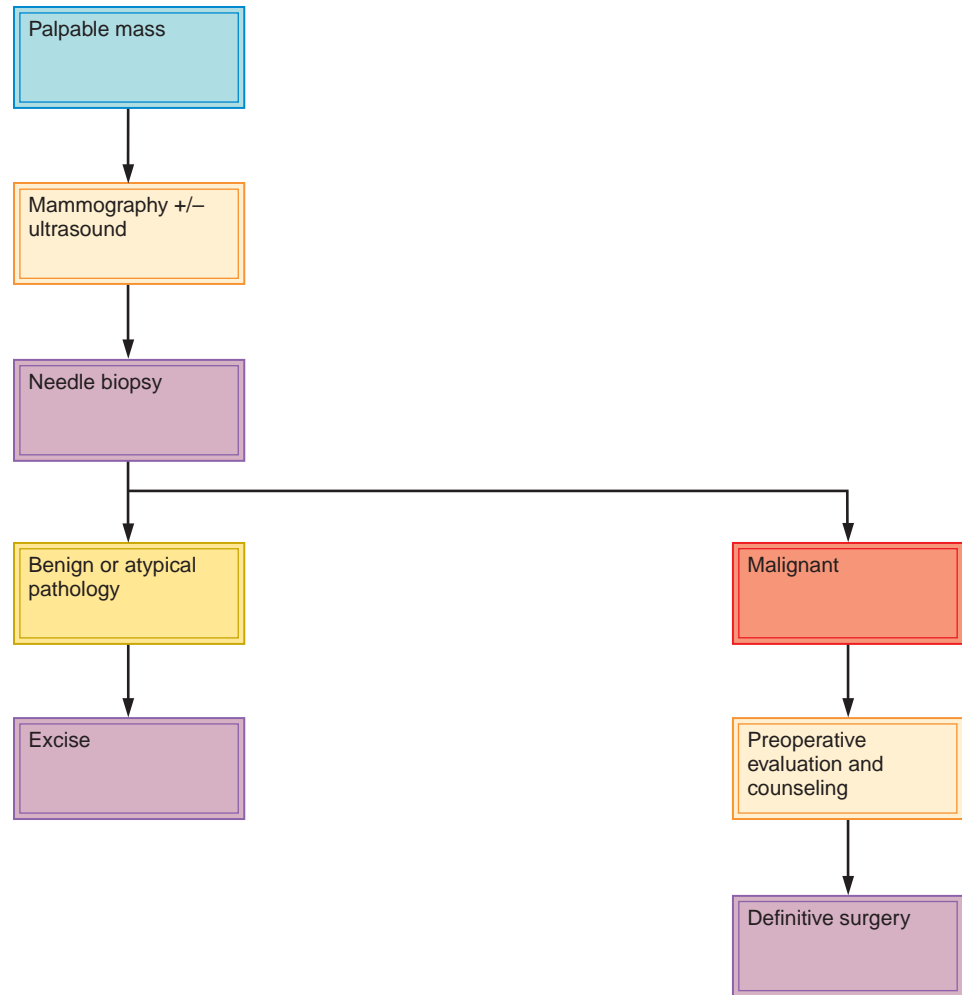 Palpable mass
Mammography +/–
ultrasound
Needle biopsy
Benign or atypical
pathology
Malignant
Excise
Preoperative
evaluation and
counseling
Definitive surgery